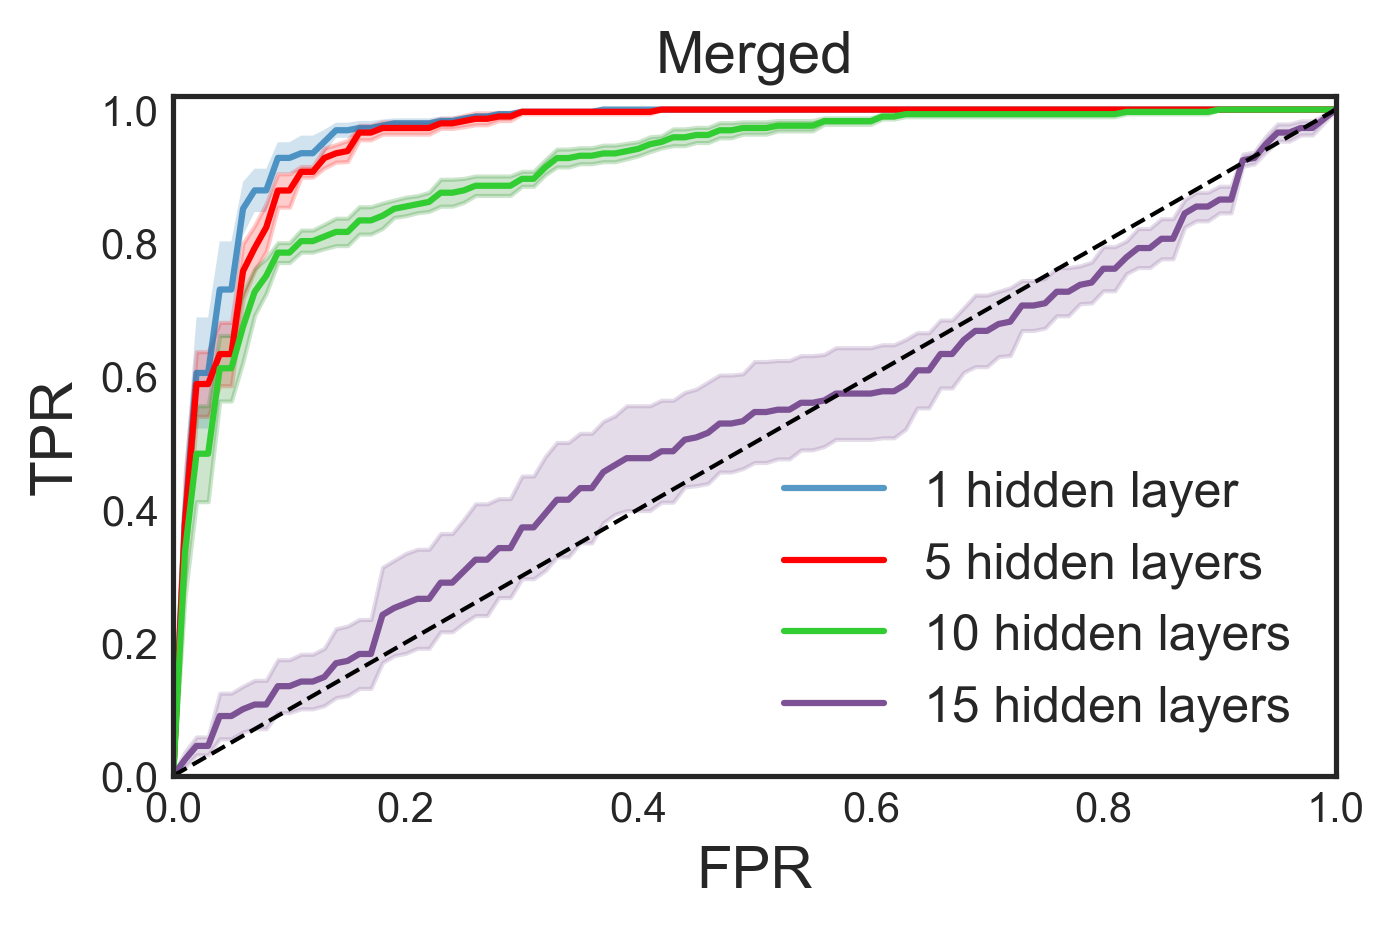 Merged
TPR
1.0
0.8
0.6
0.4
0.2
0.0
1 hidden layer
5 hidden layers
10 hidden layers
15 hidden layers
0.0 0.2 0.4 0.6 0.8 1.0
FPR